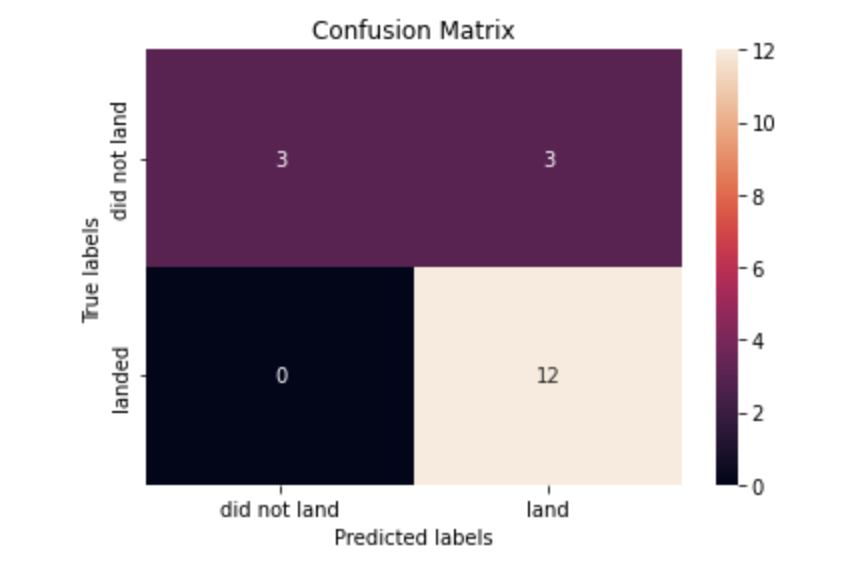 Confusion Matrix
True labels
did not land
landed
3 3
0 12
did not land land
Predicted labels
12
10
8
6
4
2
0